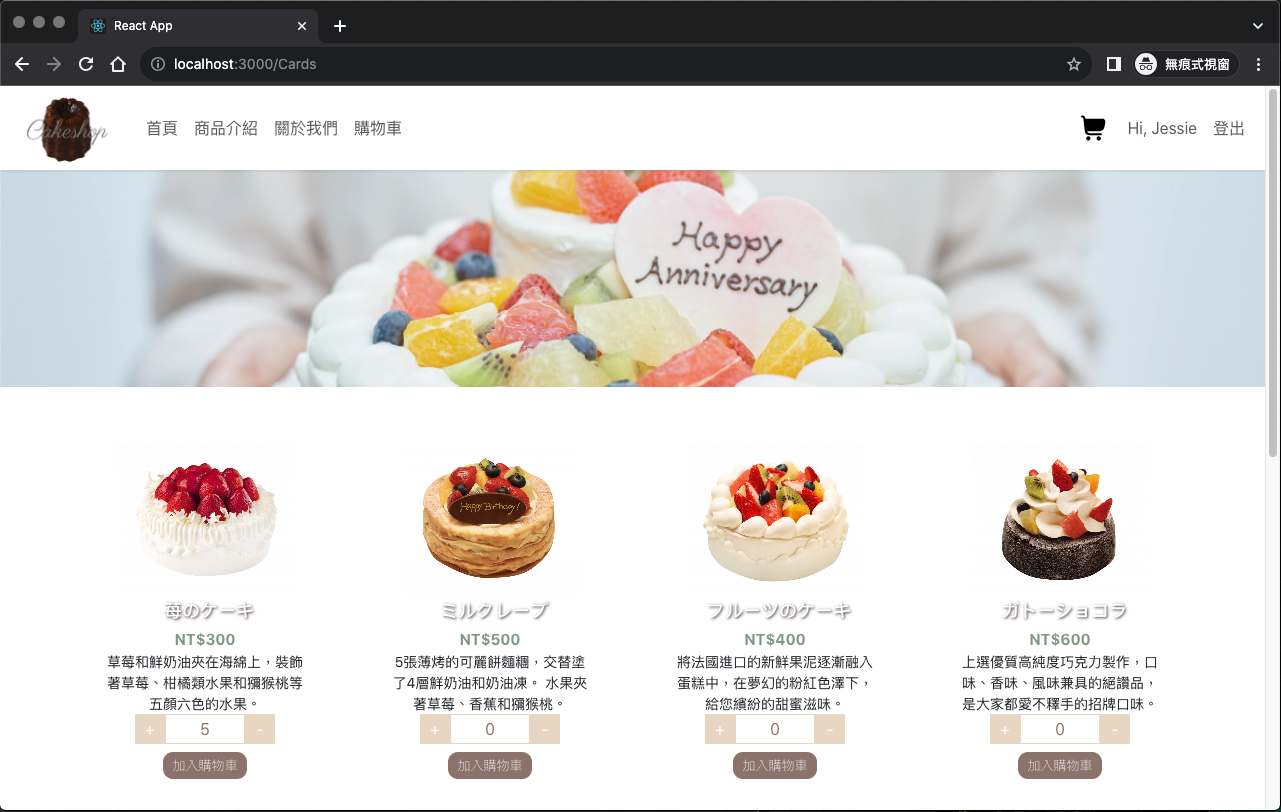 React App
localhost:3000/Cards
無痕式視窗
Cakeshop
首頁 商品介紹 關於我們 購物車
Hi, Jessie 登出
Happy
Anniversary
Happy Birthday!
苺のケーキ
NT$300
草莓和鮮奶油夾在海綿上，裝飾
著草莓、柑橘類水果和獼猴桃等
五顏六色的水果。
+ 5 -
加入購物車
ミルクレープ
NT$500
5張薄烤的可麗餅麵糰，交替塗
了4層鮮奶油和奶油凍。 水果夾
著草莓、香蕉和獼猴桃。
+ 0 -
加入購物車
フルーツのケーキ
NT$400
將法國進口的新鮮果泥逐漸融入
蛋糕中，在夢幻的粉紅色澤下，
給您繽紛的甜蜜滋味。
+ 0 -
加入購物車
ガトーショコラ
NT$600
上選優質高純度巧克力製作，口
味、香味、風味兼具的絕讚品，
是大家都愛不釋手的招牌口味。
+ 0 -
加入購物車